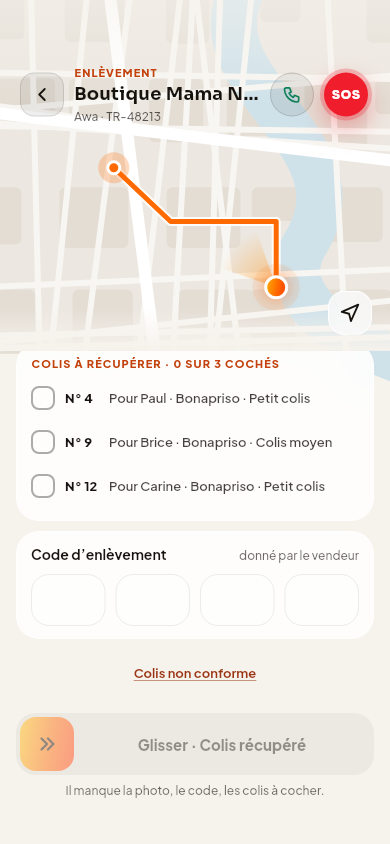 ENLÈVEMENT
Boutique Mama N...
Awa · TR-48213
SOS
COLIS À RÉCUPÉRER · 0 SUR 3 COCHÉS
N° 4 Pour Paul · Bonapriso · Petit colis
N° 9 Pour Brice · Bonapriso · Colis moyen
N° 12 Pour Carine · Bonapriso · Petit colis
Code d’enlèvement donné par le vendeur
Colis non conforme
Glisser · Colis récupéré
Il manque la photo, le code, les colis à cocher.